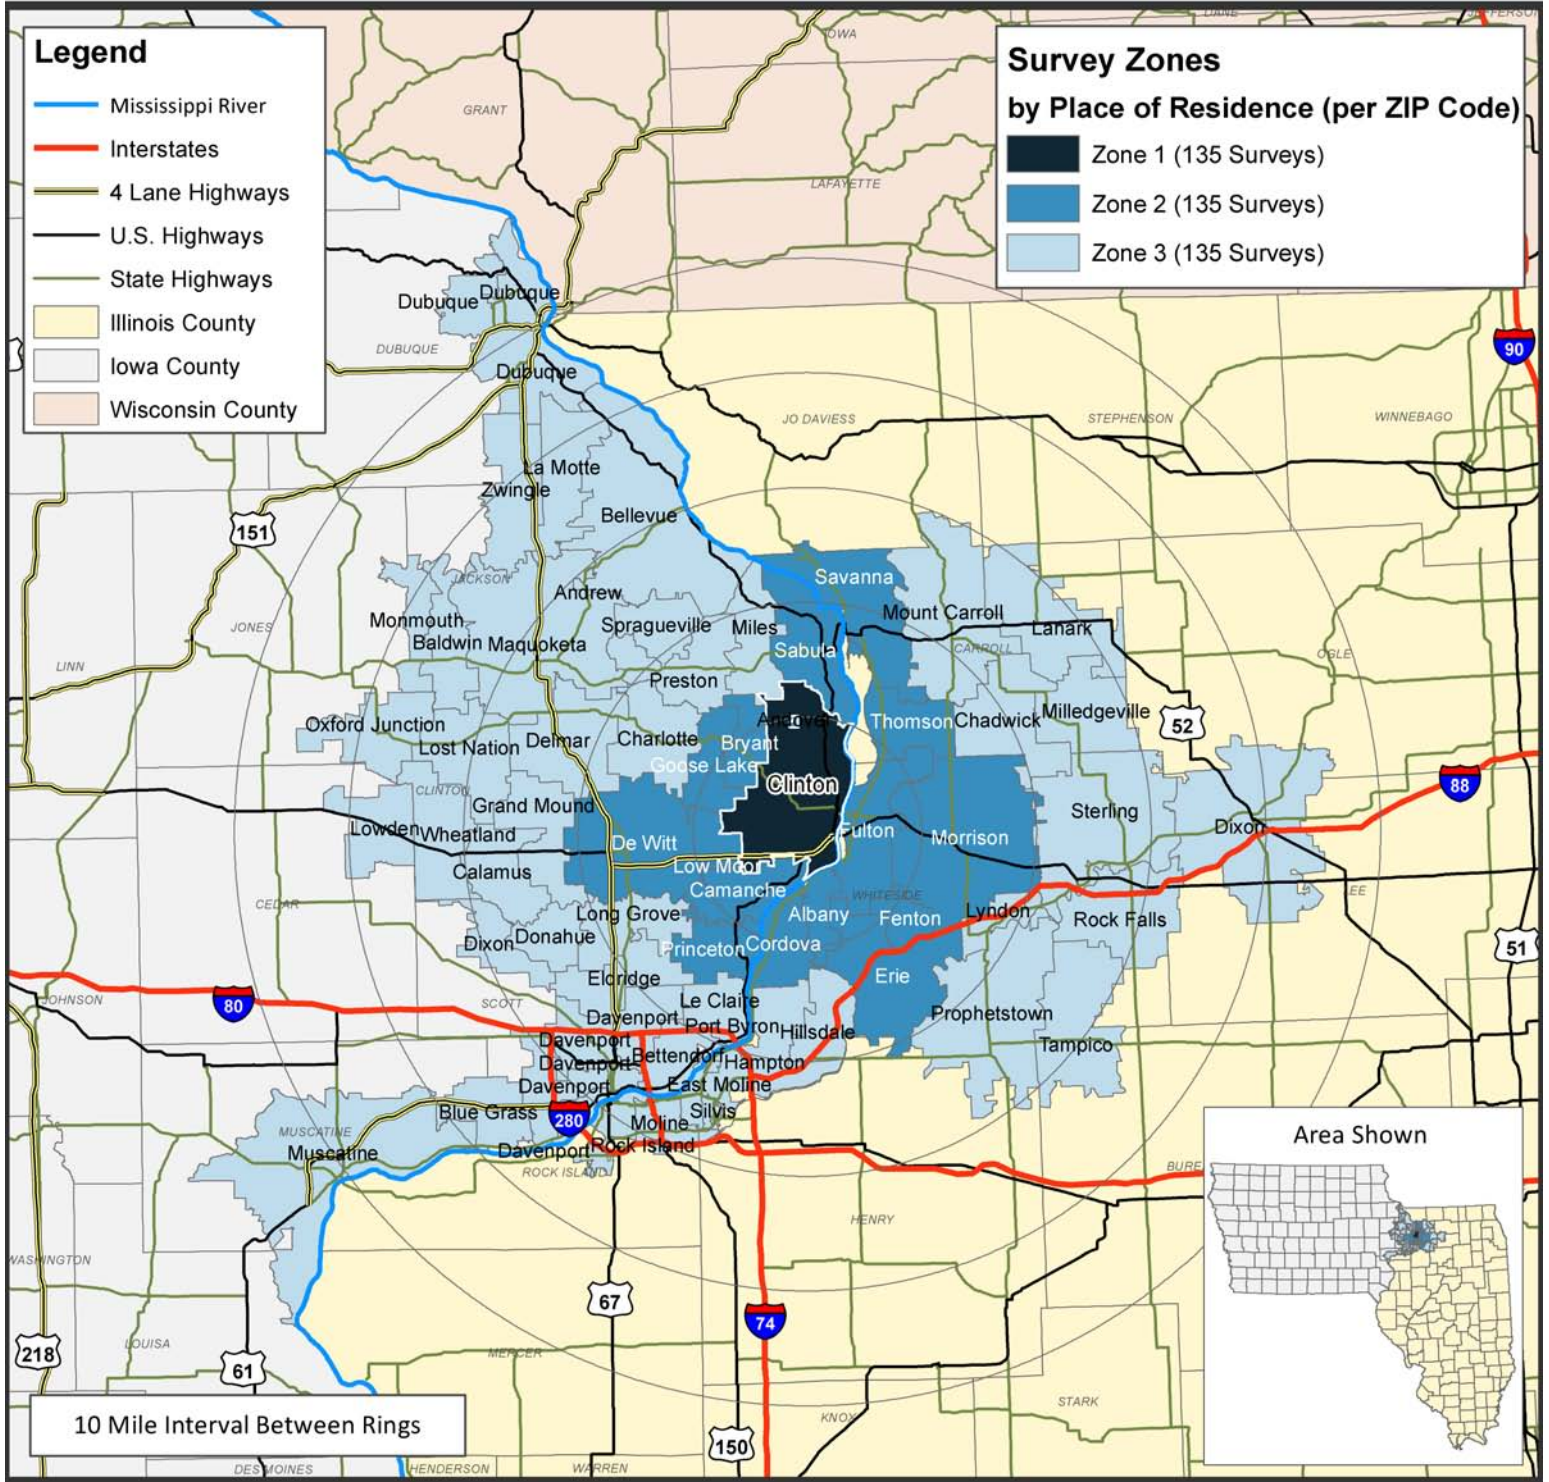 Legend
Mississippi River
Interstates
4 Lane Highways
U.S. Highways
State Highways
Illinois County
Iowa County
Wisconsin County
Survey Zones
by Place of Residence (per ZIP Code)
Zone 1 (135 Surveys)
Zone 2 (135 Surveys)
Zone 3 (135 Surveys)
DANE
IOWA
GRANT
LAFAYETTE
Dubuque
Dubuque
DUBUQUE
90
Dubuque
JO DAVIESS
STEPHENSON
WINNEBAGO
La Motte
Zwingle
Bellevue
151
JACKSON
Savanna
Andrew
Mount Carroll
Monmouth
Spragueville
Miles
Lanark
JONES
Baldwin
Maquoketa
Sabula
CARROLL
OGLE
LINN
Preston
Oxford Junction
Andover
Thomson
Chadwick
Milledgeville
52
Lost Nation
Delmar
Charlotte
Bryant
Goose Lake
Clinton
88
CLINTON
Grand Mound
Sterling
Lowden
Wheatland
De Witt
Fulton
Morrison
Dixon
Low Moor
Calamus
Camanche
WHITESIDE
LEE
CEDAR
Long Grove
Albany
Fenton
Lyndon
Rock Falls
Dixon
Donahue
Princeton
Cordova
51
Eldridge
Erie
JOHNSON
80
SCOTT
Le Claire
Davenport
Port Byron
Hillsdale
Prophetstown
Davenport
Bettendorf
Hampton
Tampico
Davenport
Davenport
East Moline
Blue Grass
280
Silvis
Moline
MUSCATINE
Muscatine
Davenport
Rock Island
ROCK ISLAND
BURE
Area Shown
HENRY
WASHINGTON
67
74
LOUISA
218
61
MERCER
STARK
10 Mile Interval Between Rings
KNOX
150
DES MOINES
HENDERSON
WARREN